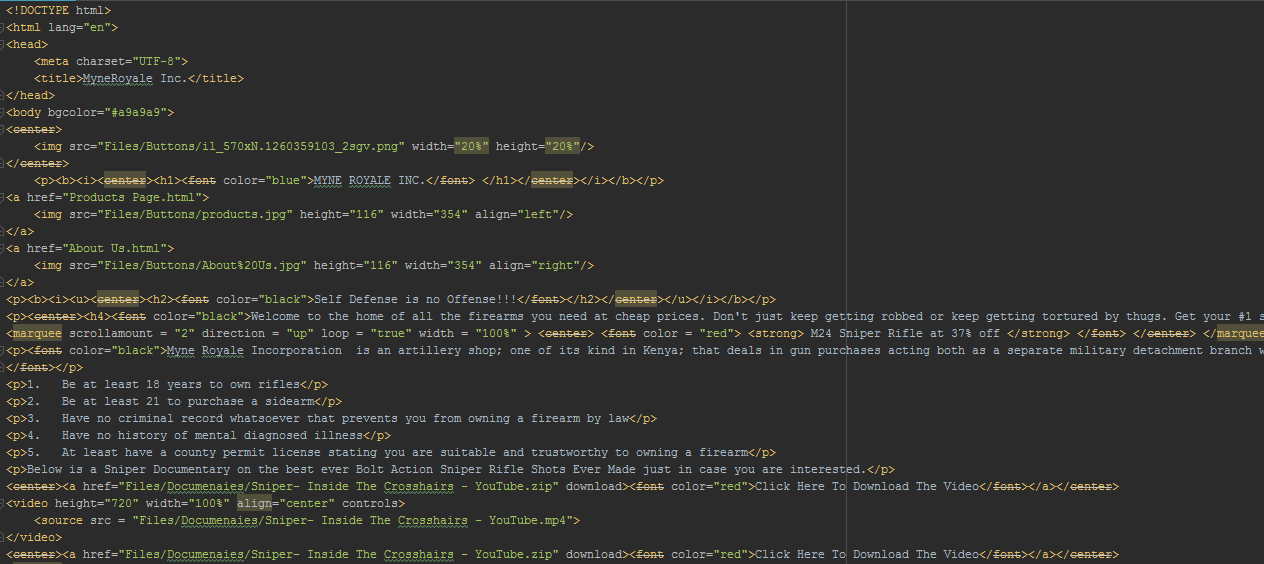 <!DOCTYPE html>
<html lang="en">
<head>
    <meta charset="UTF-8">
    <title>MyneRoyale Inc.</title>
</head>
<body bgcolor="#a9a9a9">
<center>
    <img src="Files/Buttons/il_570xN.1260359103_2sgv.png" width="20%" height="20%"/>
</center>
    <p><b><i><center><h1><font color="blue">MYNE ROYALE INC.</font> </h1></center></i></b></p>
<a href="Products Page.html">
    <img src="Files/Buttons/products.jpg" height="116" width="354" align="left"/>
</a>
<a href="About Us.html">
    <img src="Files/Buttons/About%20Us.jpg" height="116" width="354" align="right"/>
</a>
<p><b><i><u><center><h2><font color="black">Self Defense is no Offense!!!</font></h2></center></u></i></b></p>
<p><center><h4><font color="black">Welcome to the home of all the firearms you need at cheap prices. Don't just keep getting robbed or keep getting tortured by thugs. Get your #1 s
<marquee scrollamount = "2" direction = "up" loop = "true" width = "100%" > <center> <font color = "red"> <strong> M24 Sniper Rifle at 37% off </strong> </font> </center> </marquee
<p><font color="black">Myne Royale Incorporation  is an artillery shop; one of its kind in Kenya; that deals in gun purchases acting both as a separate military detachment branch w
</font></p>
<p>1.   Be at least 18 years to own rifles</p>
<p>2.   Be at least 21 to purchase a sidearm</p>
<p>3.   Have no criminal record whatsoever that prevents you from owning a firearm by law</p>
<p>4.   Have no history of mental diagnosed illness</p>
<p>5.   At least have a county permit license stating you are suitable and trustworthy to owning a firearm</p>
<p>Below is a Sniper Documentary on the best ever Bolt Action Sniper Rifle Shots Ever Made just in case you are interested.</p>
<center><a href="Files/Documenaies/Sniper- Inside The Crosshairs - YouTube.zip" download><font color="red">Click Here To Download The Video</font></a></center>
<video height="720" width="100%" align="center" controls>
    <source src = "Files/Documenaies/Sniper- Inside The Crosshairs - YouTube.mp4">
</video>
<center><a href="Files/Documenaies/Sniper- Inside The Crosshairs - YouTube.zip" download><font color="red">Click Here To Download The Video</font></a></center>